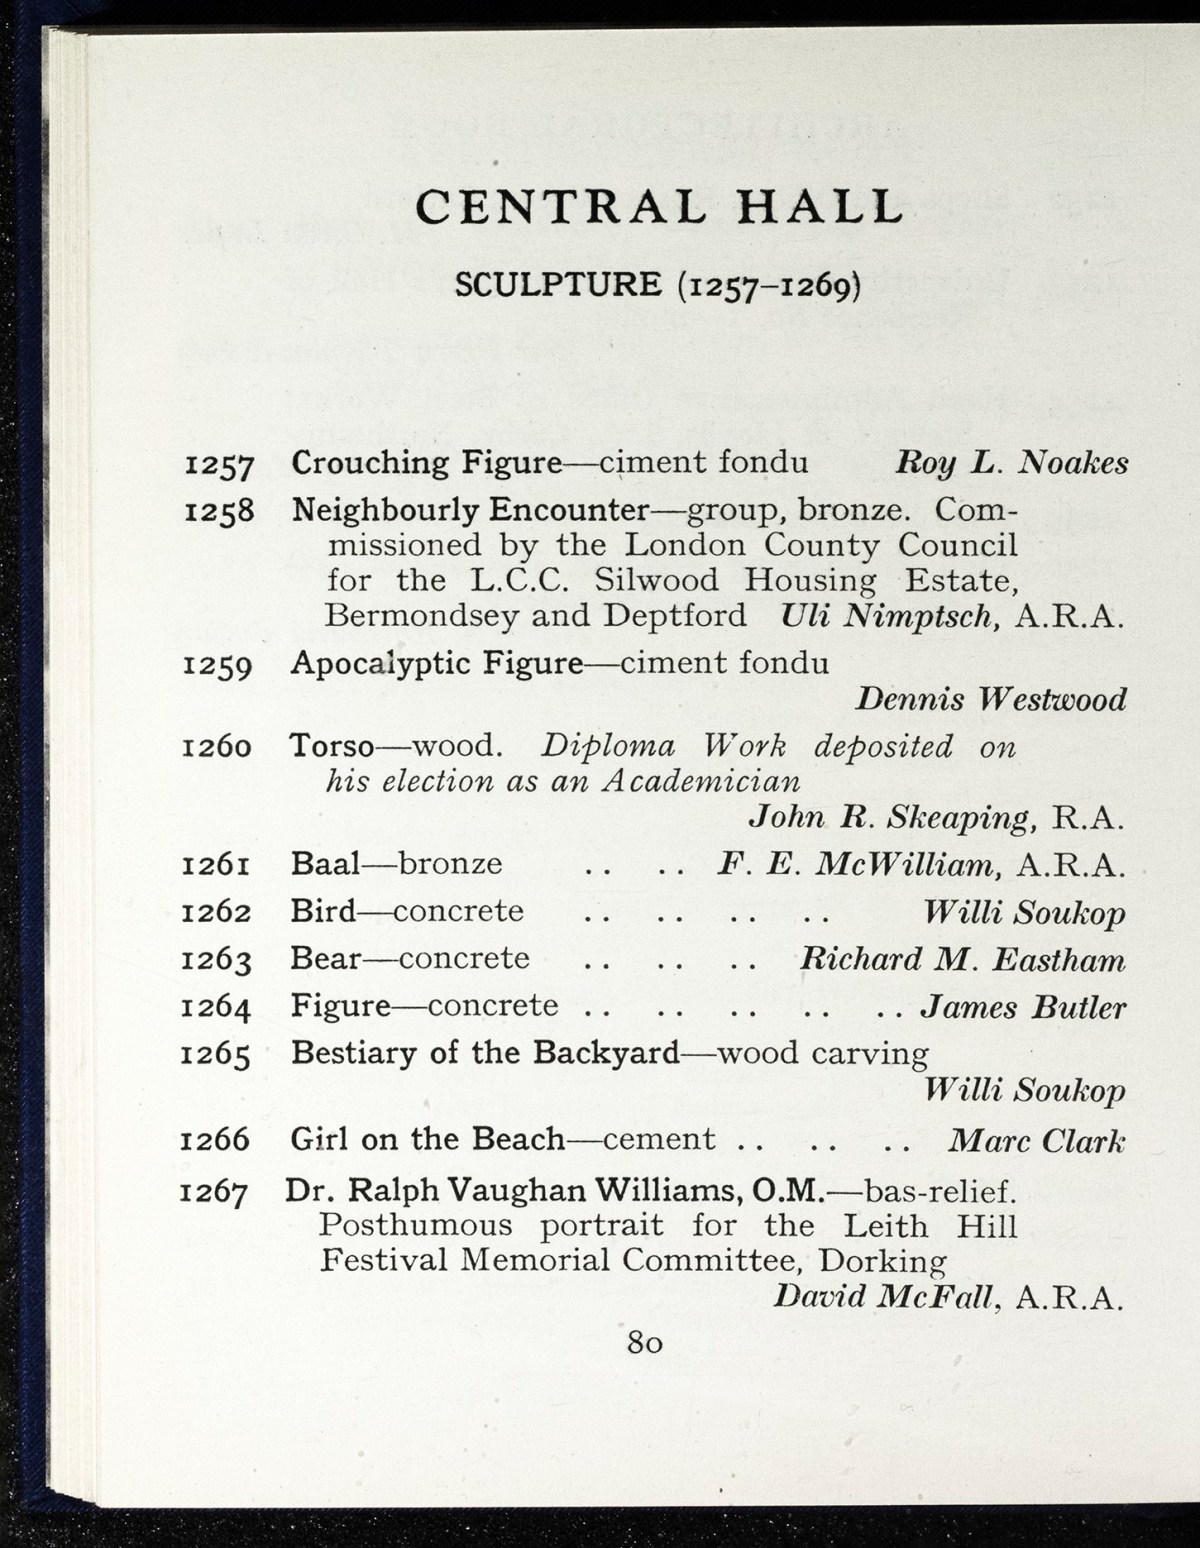 CENTRAL HALL
SCULPTURE (1257–1269)
1257 Crouching Figure—ciment fondu Roy L. Noakes
1258 Neighbourly Encounter—group, bronze. Com-
missioned by the London County Council
for the L.C.C. Silwood Housing Estate,
Bermondsey and Deptford Uli Nimptsch, A.R.A.
1259 Apocalyptic Figure—ciment fondu
Dennis Westwood
1260 Torso—wood. Diploma Work deposited on
his election as an Academician
John R. Skeaping, R.A.
1261 Baal—bronze .. .. F. E. McWilliam, A.R.A.
1262 Bird—concrete .. .. .. .. Willi Soukop
1263 Bear—concrete .. .. .. Richard M. Eastham
1264 Figure—concrete .. .. .. .. .. James Butler
1265 Bestiary of the Backyard—wood carving
Willi Soukop
1266 Girl on the Beach—cement .. .. .. Marc Clark
1267 Dr. Ralph Vaughan Williams, O.M.—bas-relief.
Posthumous portrait for the Leith Hill
Festival Memorial Committee, Dorking
David McFall, A.R.A.
80